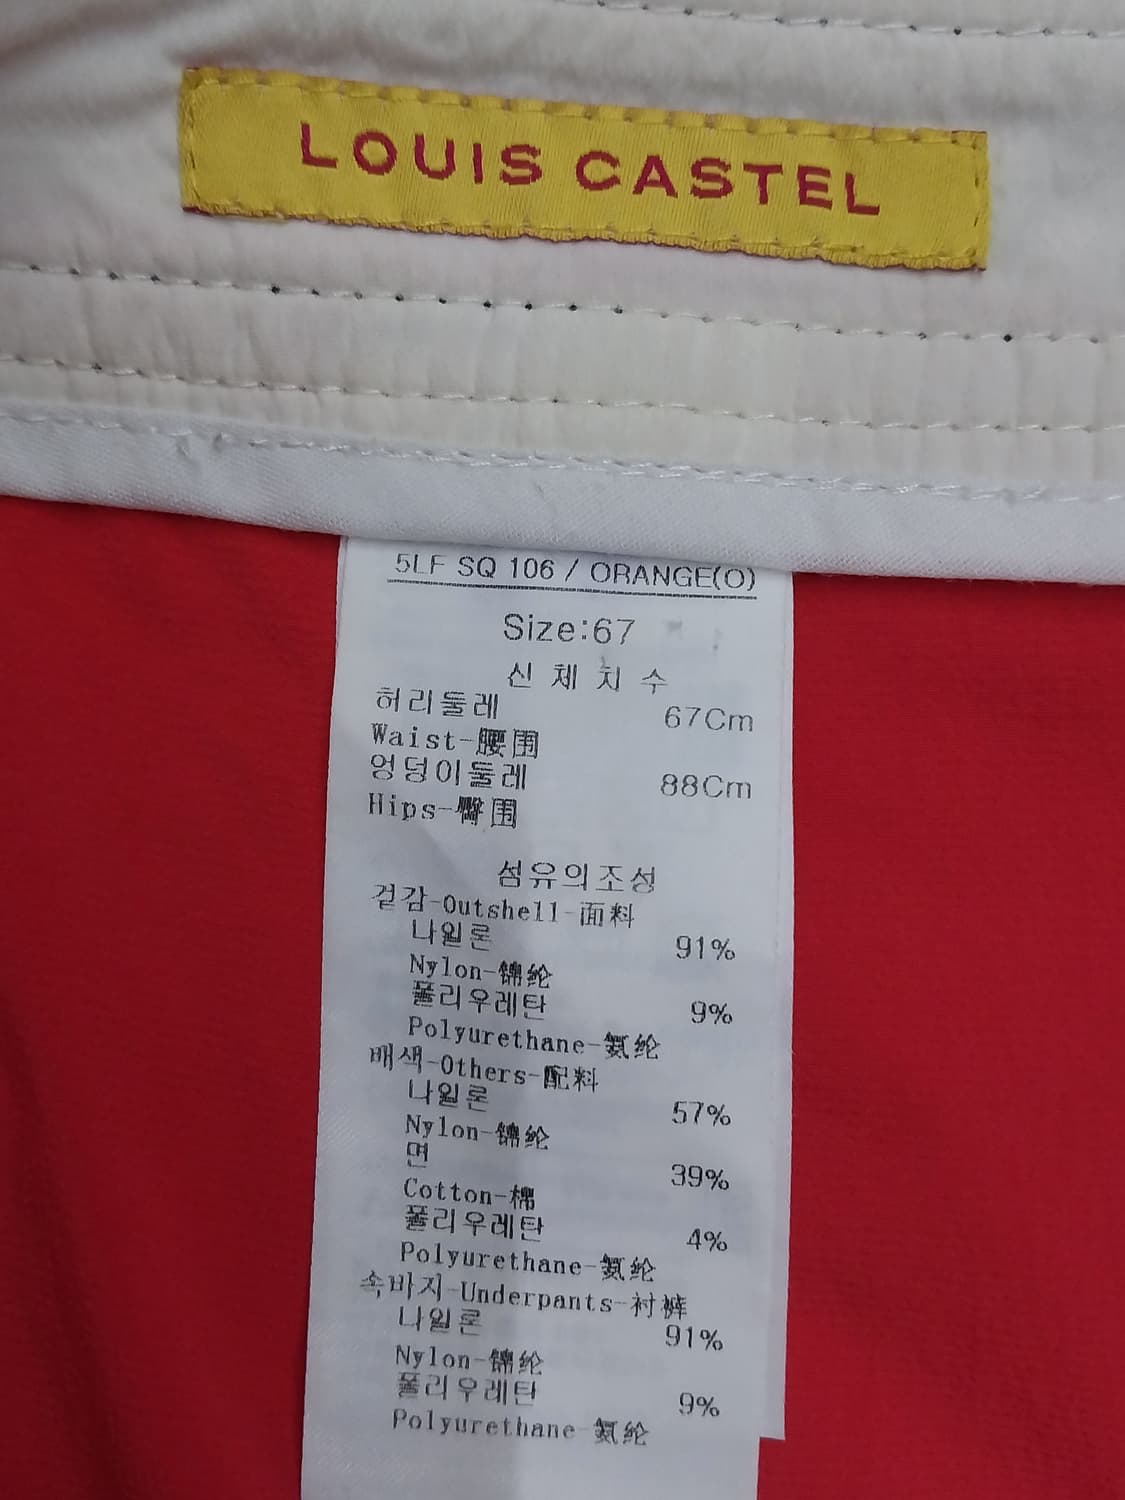 LOUIS CASTEL
5LF SQ 106 / ORANGE(O)
Size:67
신 체 치 수
허리둘레 67Cm
Waist-腰围
엉덩이둘레 88Cm
Hips-臀围
섬유의조성
겉감-Outshell-面料
나일론 91%
Nylon-锦纶
폴리우레탄 9%
Polyurethane-氨纶
배색-Others-配料
나일론 57%
Nylon-锦纶
면 39%
Cotton-棉
폴리우레탄 4%
Polyurethane-氨纶
속바지-Underpants-衬裤
나일론 91%
Nylon-锦纶
폴리우레탄 9%
Polyurethane-氨纶